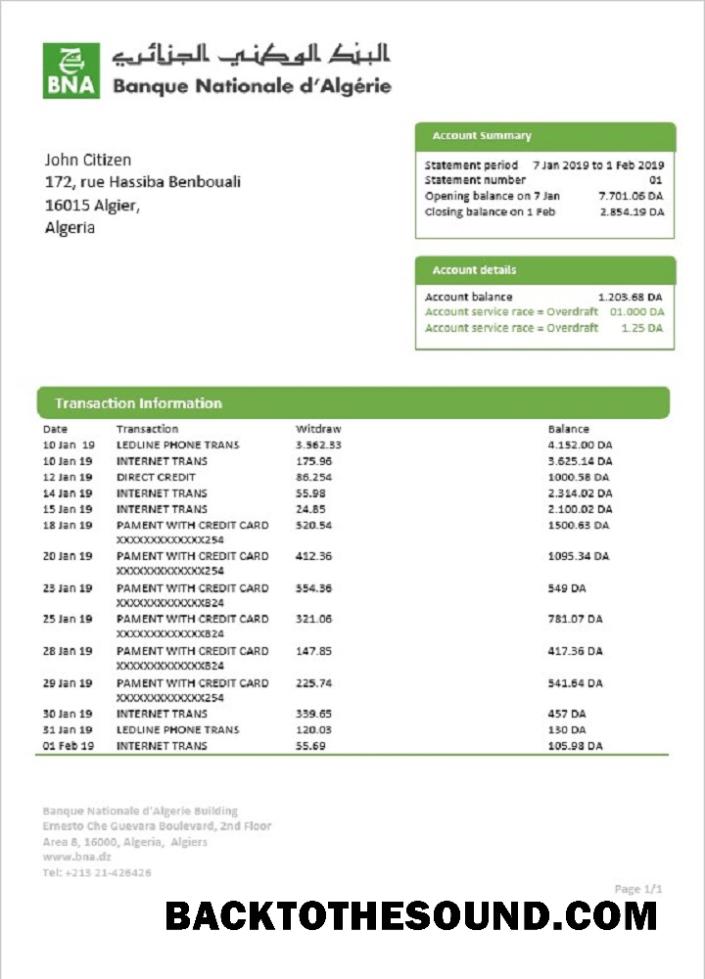 البنك الوطني الجزائري
BNA
Banque Nationale d'Algérie
John Citizen
172, rue Hassiba Benbouali
16015 Algier,
Algeria
Account Summary
Statement period 7 Jan 2019 to 1 Feb 2019
Statement number 01
Opening balance on 7 Jan 7.701.06 DA
Closing balance on 1 Feb 2.854.19 DA
Account details
Account balance 1.203.68 DA
Account service race = Overdraft 01.000 DA
Account service race = Overdraft 1.25 DA
Transaction Information
Date Transaction Witdraw Balance
10 Jan 19 LEDLINE PHONE TRANS 3.562.33 4.152.00 DA
10 Jan 19 INTERNET TRANS 175.96 3.625.14 DA
12 Jan 19 DIRECT CREDIT 86.254 1000.58 DA
14 Jan 19 INTERNET TRANS 55.98 2.314.02 DA
15 Jan 19 INTERNET TRANS 24.85 2.100.02 DA
18 Jan 19 PAMENT WITH CREDIT CARD 520.54 1500.63 DA
XXXXXXXXXXXXX254
20 Jan 19 PAMENT WITH CREDIT CARD 412.36 1095.34 DA
XXXXXXXXXXXXX254
23 Jan 19 PAMENT WITH CREDIT CARD 554.36 549 DA
XXXXXXXXXXXXX824
25 Jan 19 PAMENT WITH CREDIT CARD 321.06 781.07 DA
XXXXXXXXXXXXX824
28 Jan 19 PAMENT WITH CREDIT CARD 147.85 417.36 DA
XXXXXXXXXXXXX824
29 Jan 19 PAMENT WITH CREDIT CARD 225.74 541.64 DA
XXXXXXXXXXXXX254
30 Jan 19 INTERNET TRANS 339.65 457 DA
31 Jan 19 LEDLINE PHONE TRANS 120.03 130 DA
01 Feb 19 INTERNET TRANS 55.69 105.98 DA
Banque Nationale d'Algerie Building
Ernesto Che Guevara Boulevard, 2nd Floor
Area 8, 16000, Algeria, Algiers
www.bna.dz
Tel: +213 21-426426
Page 1/1
BACKTOTHESOUND.COM